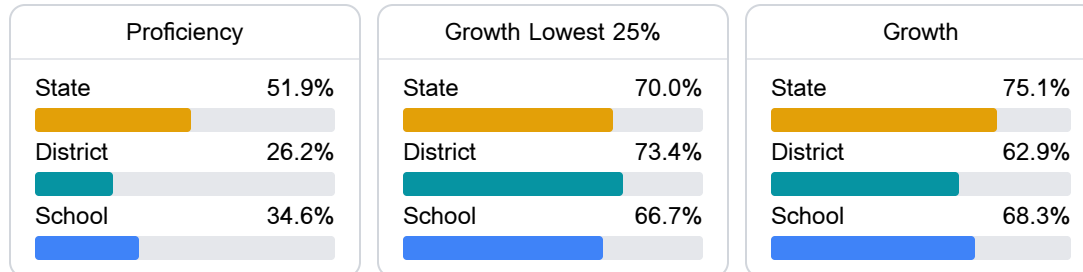 Proficiency
State 51.9%
District 26.2%
School 34.6%
Growth Lowest 25%
State 70.0%
District 73.4%
School 66.7%
Growth
State 75.1%
District 62.9%
School 68.3%